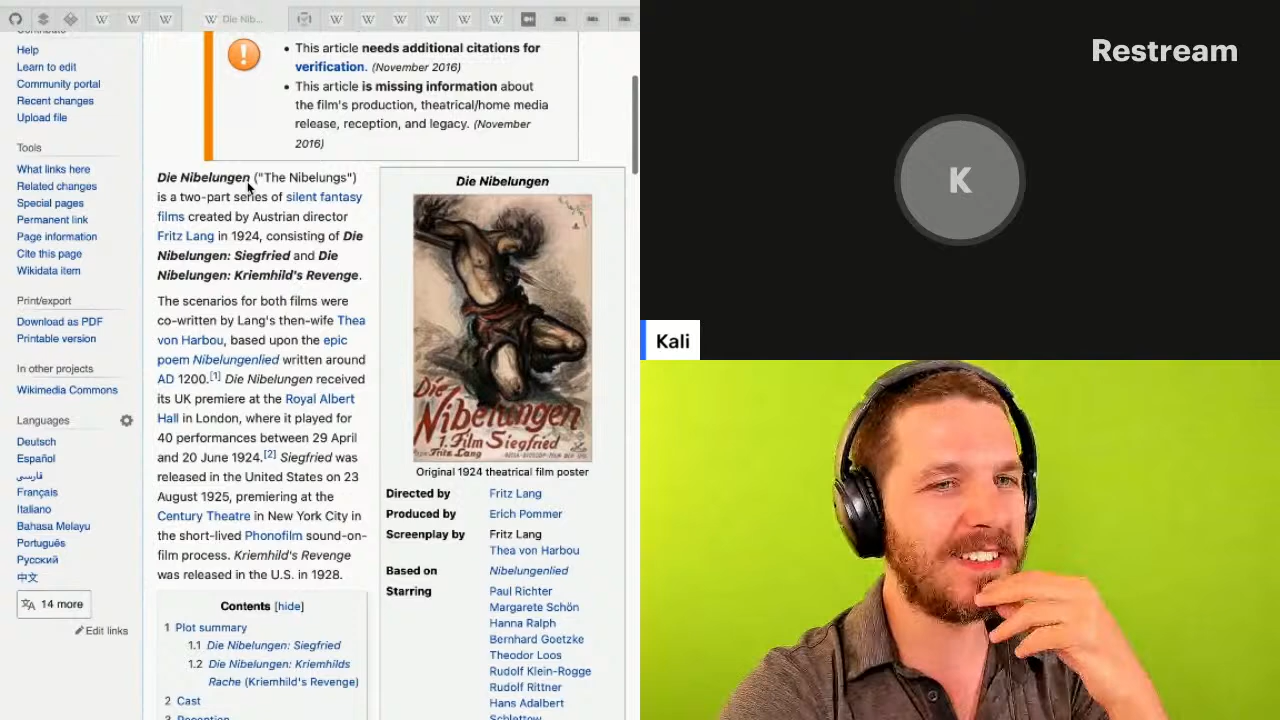 Die Nib...
Contribute
Help
Learn to edit
Community portal
Recent changes
Upload file
Tools
What links here
Related changes
Special pages
Permanent link
Page information
Cite this page
Wikidata item
Print/export
Download as PDF
Printable version
In other projects
Wikimedia Commons
Languages
Deutsch
Español
فارسی
Français
Italiano
Bahasa Melayu
Português
Русский
中文
14 more
Edit links
This article needs additional citations for
verification. (November 2016)
This article is missing information about
the film's production, theatrical/home media
release, reception, and legacy. (November
2016)
Die Nibelungen ("The Nibelungs")
is a two-part series of silent fantasy
films created by Austrian director
Fritz Lang in 1924, consisting of Die
Nibelungen: Siegfried and Die
Nibelungen: Kriemhild's Revenge.
The scenarios for both films were
co-written by Lang's then-wife Thea
von Harbou, based upon the epic
poem Nibelungenlied written around
AD 1200.[1] Die Nibelungen received
its UK premiere at the Royal Albert
Hall in London, where it played for
40 performances between 29 April
and 20 June 1924.[2] Siegfried was
released in the United States on 23
August 1925, premiering at the
Century Theatre in New York City in
the short-lived Phonofilm sound-on-
film process. Kriemhild's Revenge
was released in the U.S. in 1928.
Contents [hide]
1 Plot summary
1.1 Die Nibelungen: Siegfried
1.2 Die Nibelungen: Kriemhilds
Rache (Kriemhild's Revenge)
2 Cast
3 Reception
Die Nibelungen
Die
Nibelungen
1. Film Siegfried
Fritz Lang
Original 1924 theatrical film poster
Directed by Fritz Lang
Produced by Erich Pommer
Screenplay by Fritz Lang
Thea von Harbou
Based on Nibelungenlied
Starring Paul Richter
Margarete Schön
Hanna Ralph
Bernhard Goetzke
Theodor Loos
Rudolf Klein-Rogge
Rudolf Rittner
Hans Adalbert
Schlettow
Restream
K
Kali